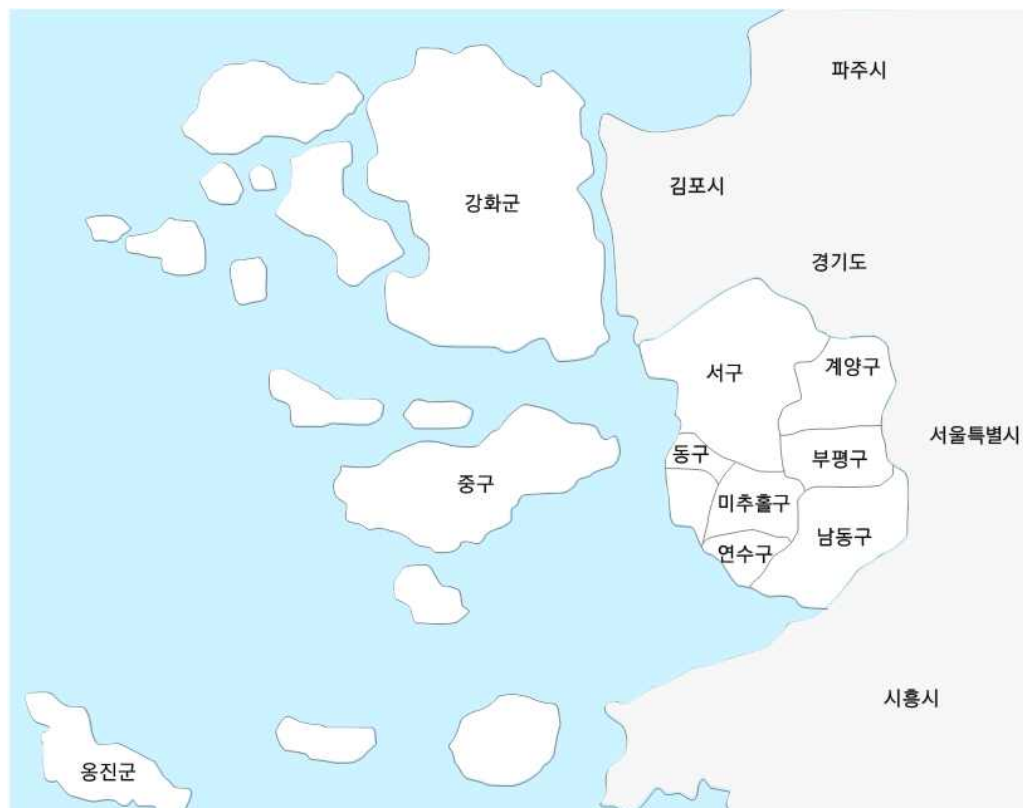 파주시
김포시
강화군
경기도
서구
계양구
서울특별시
동구
부평구
중구
미추홀구
남동구
연수구
시흥시
옹진군